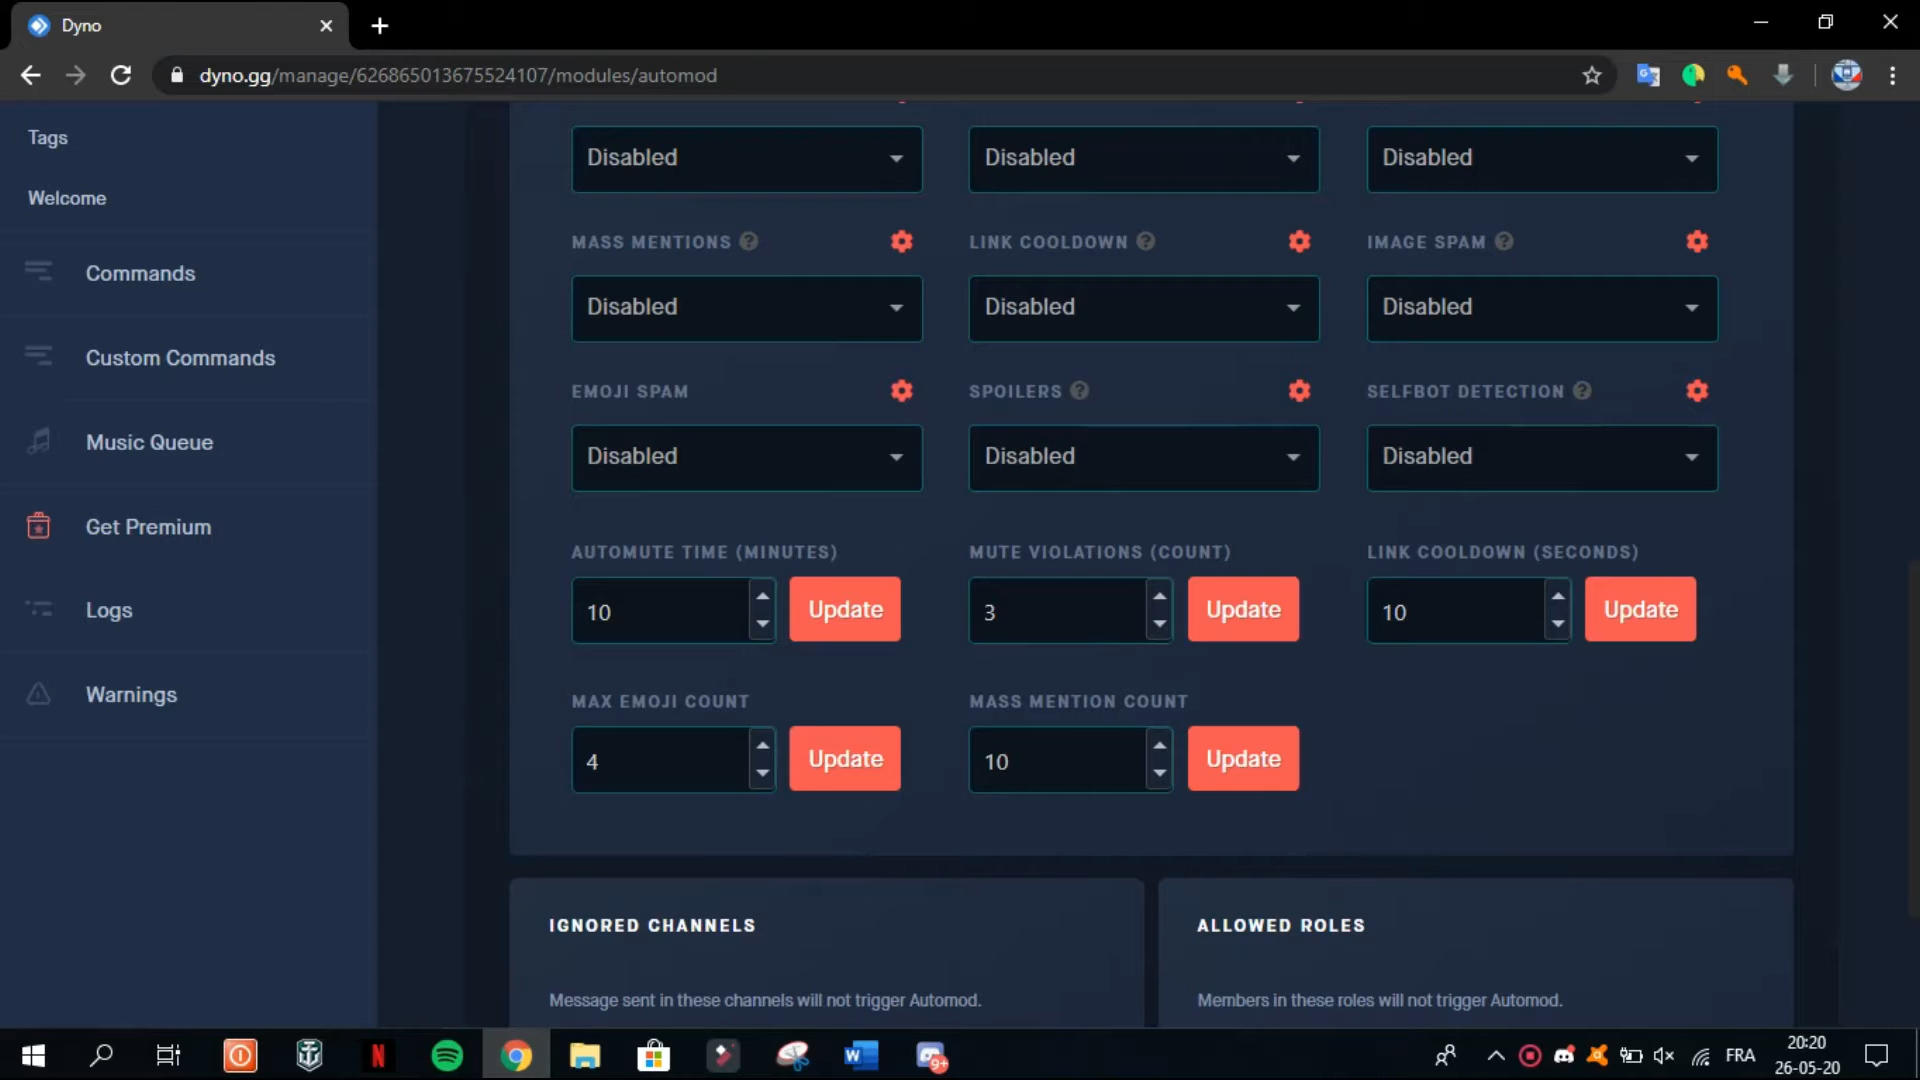 Dyno
dyno.gg/manage/626865013675524107/modules/automod
Tags
Welcome
Commands
Custom Commands
Music Queue
Get Premium
Logs
Warnings
Disabled
Disabled
Disabled
MASS MENTIONS ?
LINK COOLDOWN ?
IMAGE SPAM ?
Disabled
Disabled
Disabled
EMOJI SPAM
SPOILERS ?
SELFBOT DETECTION ?
Disabled
Disabled
Disabled
AUTOMUTE TIME (MINUTES)
MUTE VIOLATIONS (COUNT)
LINK COOLDOWN (SECONDS)
10 Update
3 Update
10 Update
MAX EMOJI COUNT
MASS MENTION COUNT
4 Update
10 Update
IGNORED CHANNELS
Message sent in these channels will not trigger Automod.
ALLOWED ROLES
Members in these roles will not trigger Automod.
N
W
9+
FRA
20:20
26-05-20